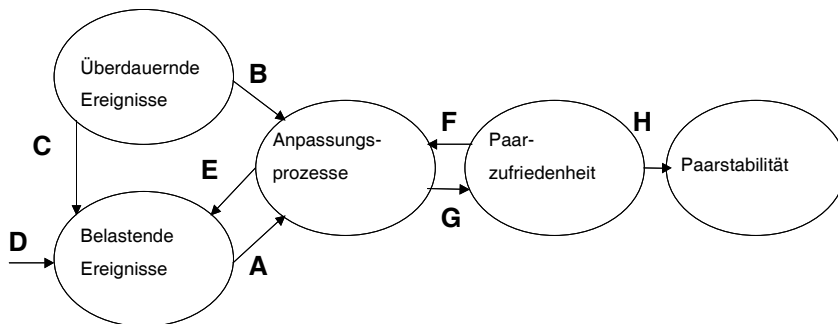 Überdauernde
Ereignisse
B
C
Anpassungs-
prozesse
F
Paar-
zufriedenheit
H
Paarstabilität
E
G
D
Belastende
Ereignisse
A